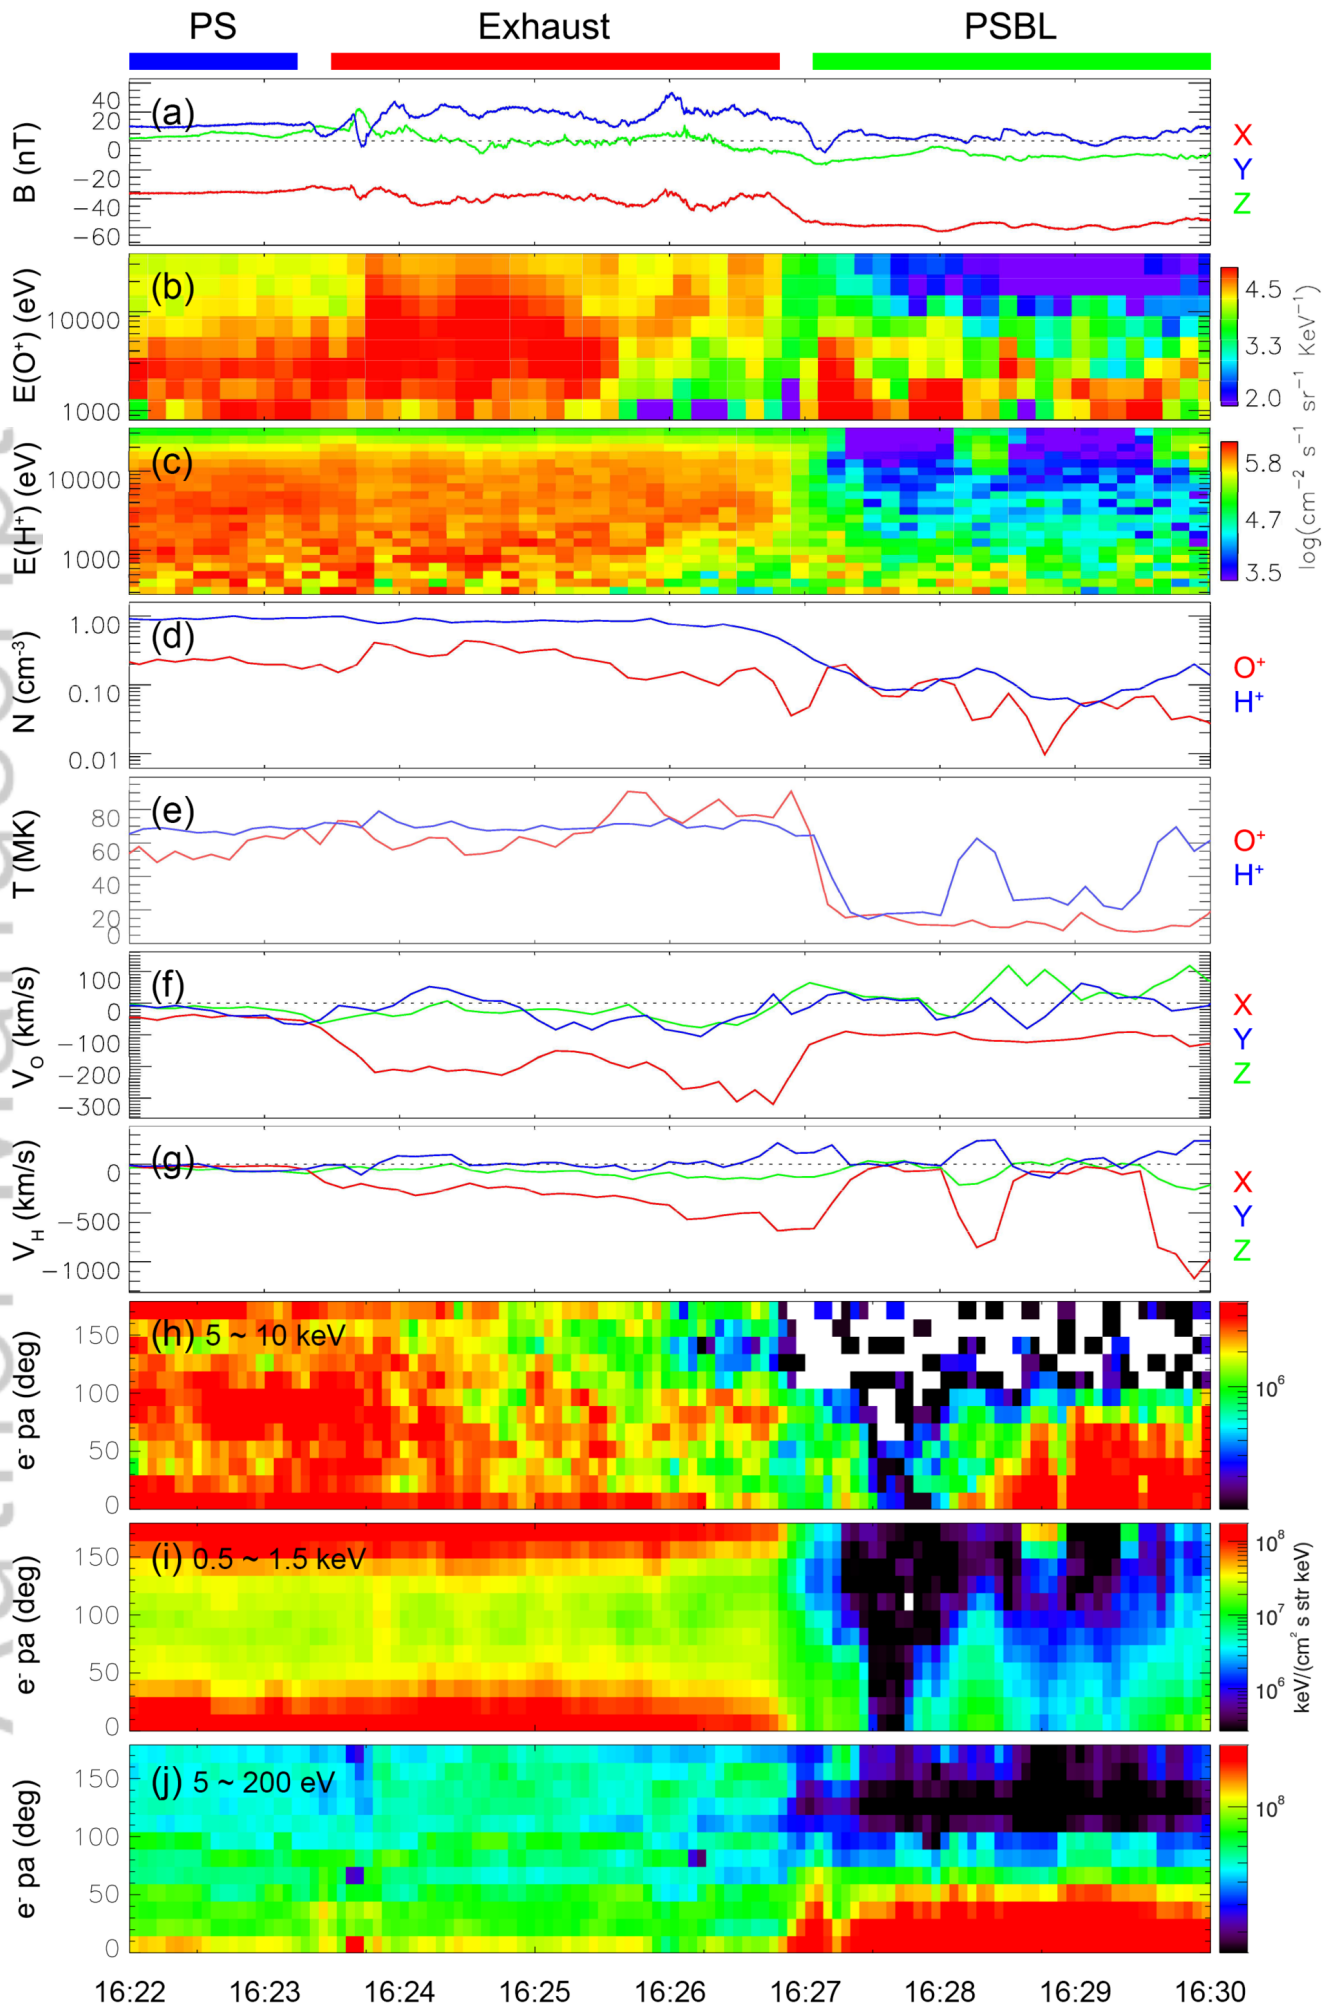 PS Exhaust PSBL
(a)
B (nT)
40
20
0
−20
−40
−60
X
Y
Z
(b)
E(O⁺) (eV)
10000
1000
4.5
3.3
2.0
(c)
E(H⁺) (eV)
10000
1000
5.8
4.7
3.5
log(cm⁻² s⁻¹ sr⁻¹ KeV⁻¹)
(d)
N (cm⁻³)
1.00
0.10
0.01
O⁺
H⁺
(e)
T (MK)
80
60
40
20
0
O⁺
H⁺
(f)
V_O (km/s)
100
0
−100
−200
−300
X
Y
Z
(g)
V_H (km/s)
0
−500
−1000
X
Y
Z
(h) 5 ~ 10 keV
e⁻ pa (deg)
150
100
50
0
10⁶
(i) 0.5 ~ 1.5 keV
e⁻ pa (deg)
150
100
50
0
10⁸
10⁷
10⁶
keV/(cm² s str keV)
(j) 5 ~ 200 eV
e⁻ pa (deg)
150
100
50
0
10⁸
16:22 16:23 16:24 16:25 16:26 16:27 16:28 16:29 16:30